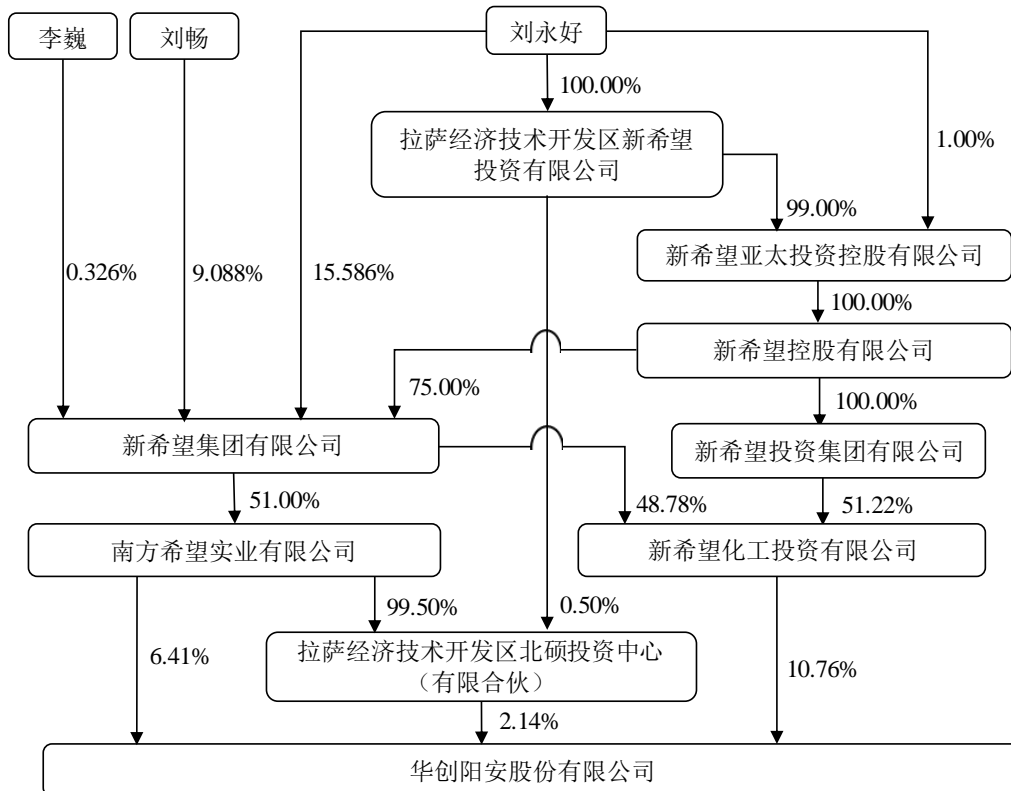 李巍
刘畅
刘永好
100.00%
拉萨经济技术开发区新希望
投资有限公司
1.00%
99.00%
新希望亚太投资控股有限公司
0.326%
9.088%
15.586%
100.00%
新希望控股有限公司
75.00%
100.00%
新希望集团有限公司
新希望投资集团有限公司
51.00%
48.78%
51.22%
南方希望实业有限公司
新希望化工投资有限公司
99.50%
0.50%
6.41%
拉萨经济技术开发区北硕投资中心
（有限合伙）
10.76%
2.14%
华创阳安股份有限公司